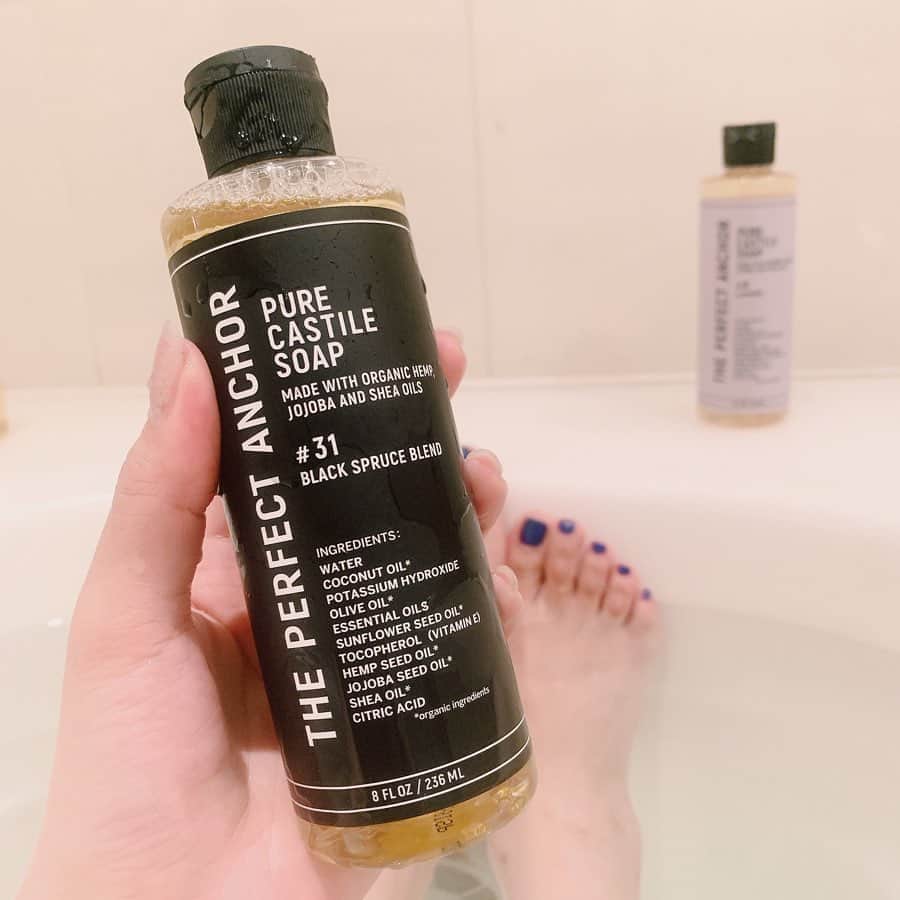 THE PERFECT ANCHOR
PURE
CASTILE
SOAP
MADE WITH ORGANIC HEMP,
JOJOBA AND SHEA OILS
#31
BLACK SPRUCE BLEND
INGREDIENTS:
WATER
COCONUT OIL*
POTASSIUM HYDROXIDE
OLIVE OIL*
ESSENTIAL OILS
SUNFLOWER SEED OIL*
TOCOPHEROL (VITAMIN E)
HEMP SEED OIL*
JOJOBA SEED OIL*
SHEA OIL*
CITRIC ACID
*organic ingredients
8 FL OZ / 236 ML
THE PERFECT ANCHOR
PURE
CASTILE
SOAP